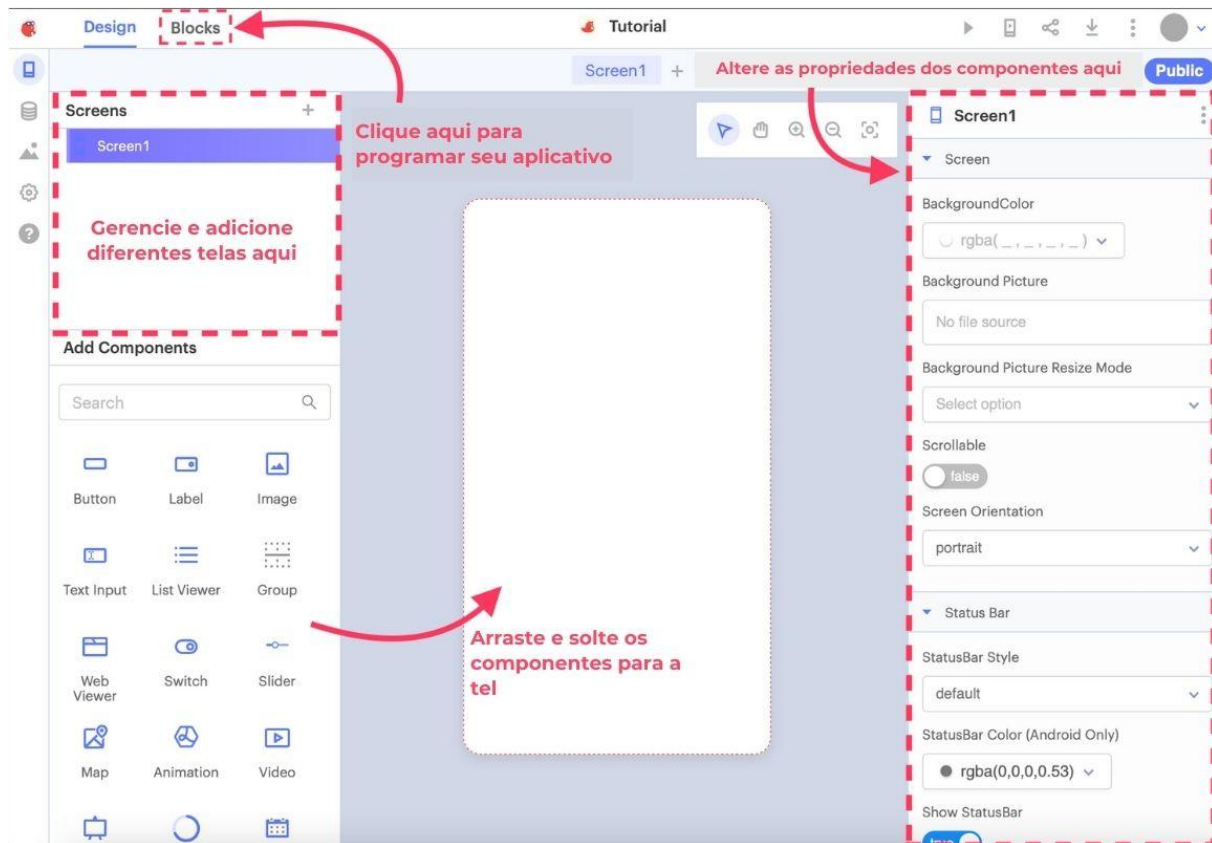 Design
Blocks
Tutorial
Screen1 +
Altere as propriedades dos componentes aqui
Public
Screens +
Screen1
Gerencie e adicione
diferentes telas aqui
Clique aqui para
programar seu aplicativo
Add Components
Search
Button
Label
Image
Text Input
List Viewer
Group
Web
Viewer
Switch
Slider
Map
Animation
Video
Arraste e solte os
componentes para a
tel
Screen1
Screen
BackgroundColor
rgba( _ , _ , _ , _ )
Background Picture
No file source
Background Picture Resize Mode
Select option
Scrollable
false
Screen Orientation
portrait
Status Bar
StatusBar Style
default
StatusBar Color (Android Only)
rgba(0,0,0,0.53)
Show StatusBar
true